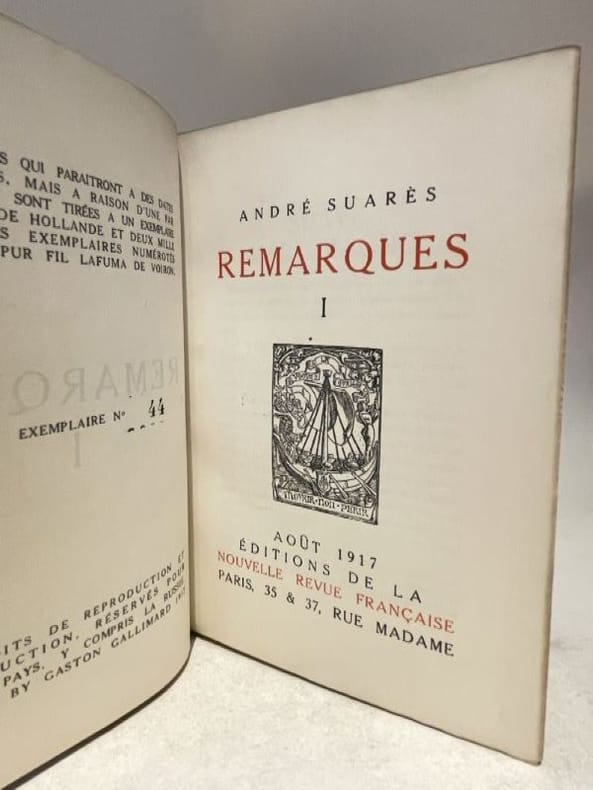 S QUI PARAITRONT A DES DATES
S, MAIS A RAISON D'UNE PAR
SONT TIRÉES A UN EXEMPLAIRE
DE HOLLANDE ET DEUX MILLE
S EXEMPLAIRES NUMÉROTÉS
PUR FIL LAFUMA DE VOIRON.
EXEMPLAIRE N° 44
ITS DE REPRODUCTION ET
UCTION, RÉSERVÉS POUR
PAYS, Y COMPRIS LA RUSSIE
BY GASTON GALLIMARD 1917
ANDRÉ SUARÈS
REMARQUES
I
MOVRIR·NON·PERIR
AOÛT 1917
ÉDITIONS DE LA
NOUVELLE REVUE FRANÇAISE
PARIS, 35 & 37, RUE MADAME